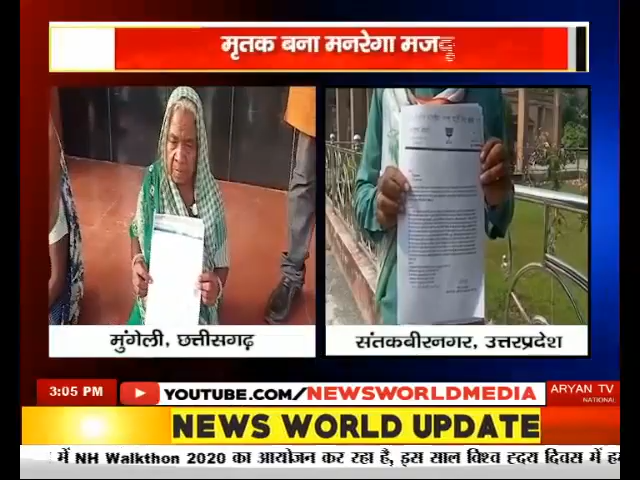 मृतक बना मनरेगा मजदू
मुंगेली, छत्तीसगढ़
संतकबीरनगर, उत्तरप्रदेश
3:05 PM
YOUTUBE.COM/NEWSWORLDMEDIA
ARYAN TV
NATIONAL
NEWS WORLD UPDATE
में NH Walkthon 2020 का आयोजन कर रहा है, इस साल विश्व ह्दय दिवस में ह